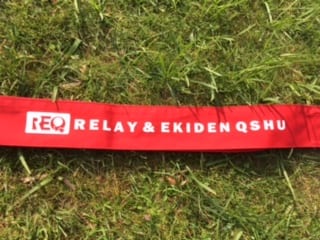 REQ RELAY & EKIDEN QSHU